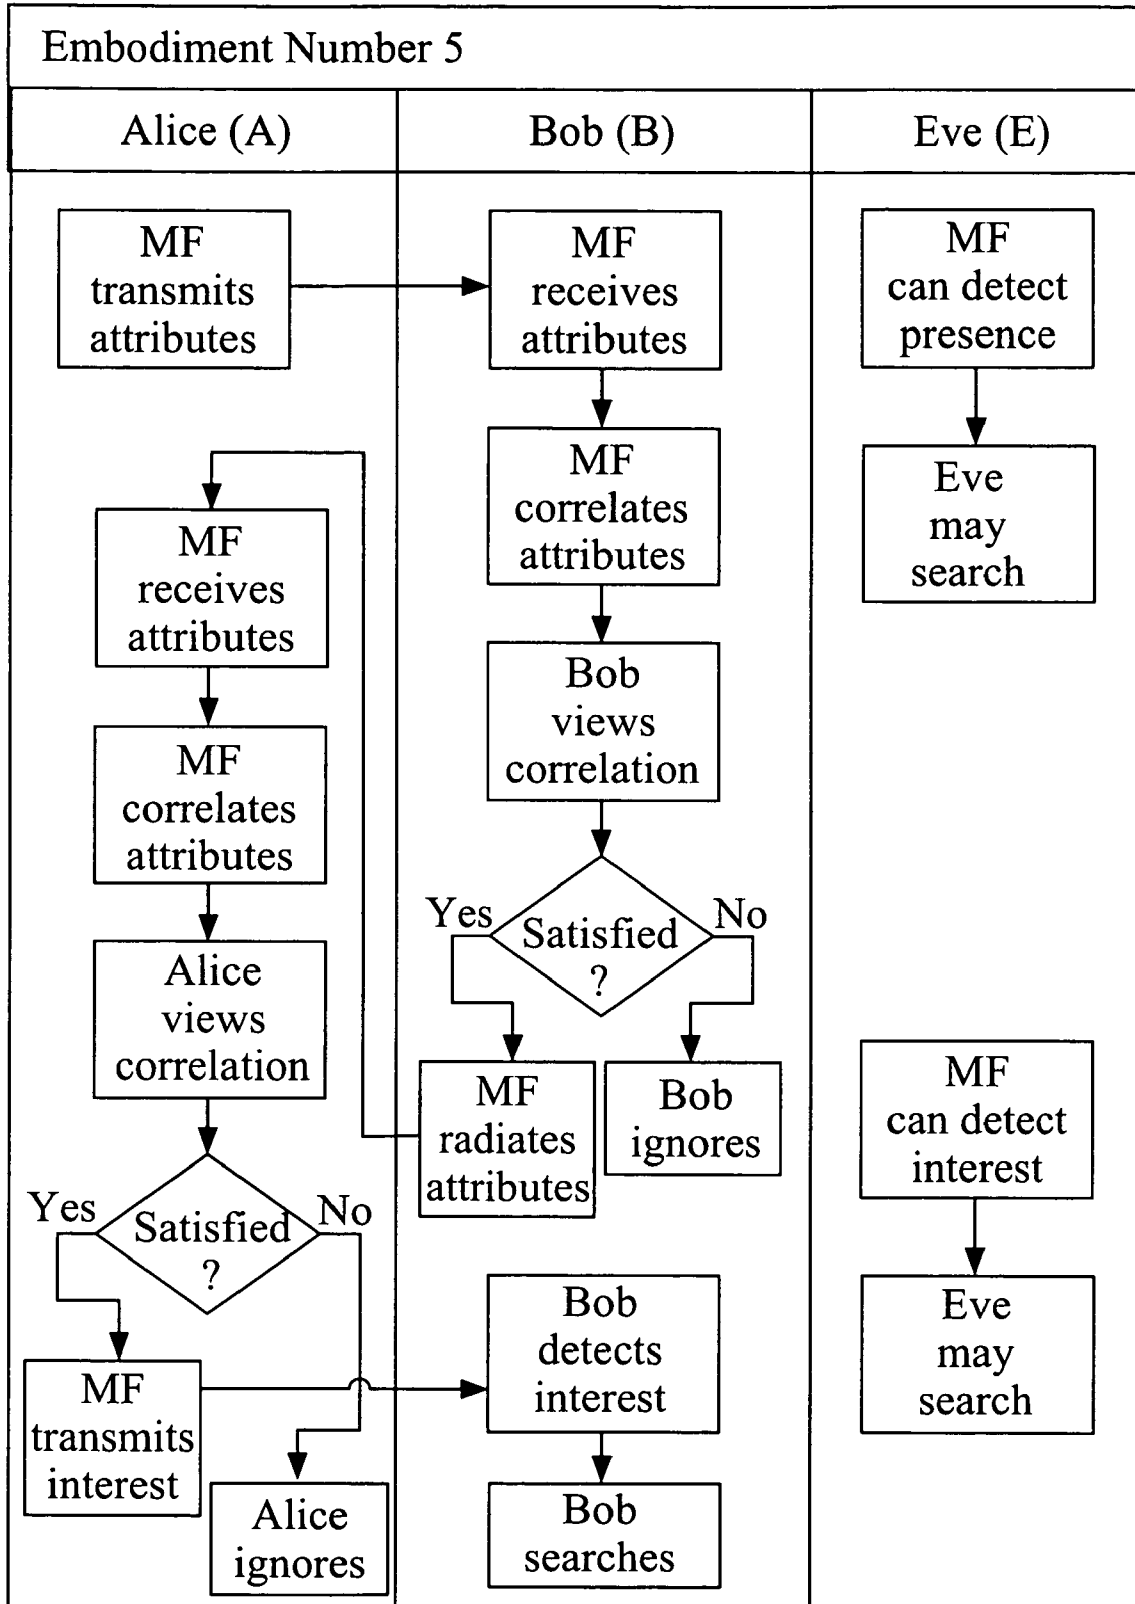 Embodiment Number 5
Alice (A)
Bob (B)
Eve (E)
MF
transmits
attributes
MF
receives
attributes
MF
can detect
presence
MF
correlates
attributes
Eve
may
search
MF
receives
attributes
Bob
views
correlation
MF
correlates
attributes
Yes
Satisfied
?
No
Alice
views
correlation
MF
radiates
attributes
Bob
ignores
MF
can detect
interest
Yes
Satisfied
?
No
Bob
detects
interest
Eve
may
search
MF
transmits
interest
Alice
ignores
Bob
searches